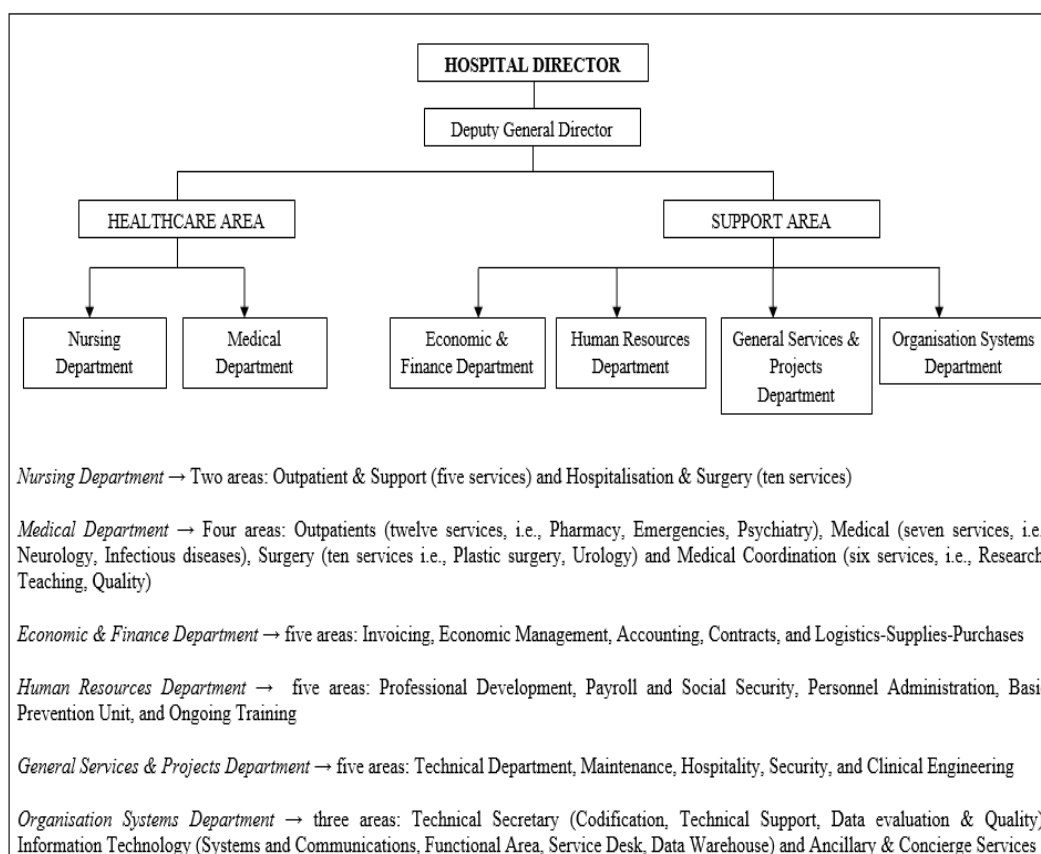 HOSPITAL DIRECTOR
Deputy General Director
HEALTHCARE AREA
SUPPORT AREA
Nursing
Department
Medical
Department
Economic &
Finance Department
Human Resources
Department
General Services &
Projects
Department
Organisation Systems
Department
Nursing Department → Two areas: Outpatient & Support (five services) and Hospitalisation & Surgery (ten services)
Medical Department → Four areas: Outpatients (twelve services, i.e., Pharmacy, Emergencies, Psychiatry), Medical (seven services, i.e.
Neurology, Infectious diseases), Surgery (ten services i.e., Plastic surgery, Urology) and Medical Coordination (six services, i.e., Research
Teaching, Quality)
Economic & Finance Department → five areas: Invoicing, Economic Management, Accounting, Contracts, and Logistics-Supplies-Purchases
Human Resources Department → five areas: Professional Development, Payroll and Social Security, Personnel Administration, Basi
Prevention Unit, and Ongoing Training
General Services & Projects Department → five areas: Technical Department, Maintenance, Hospitality, Security, and Clinical Engineering
Organisation Systems Department → three areas: Technical Secretary (Codification, Technical Support, Data evaluation & Quality)
Information Technology (Systems and Communications, Functional Area, Service Desk, Data Warehouse) and Ancillary & Concierge Services